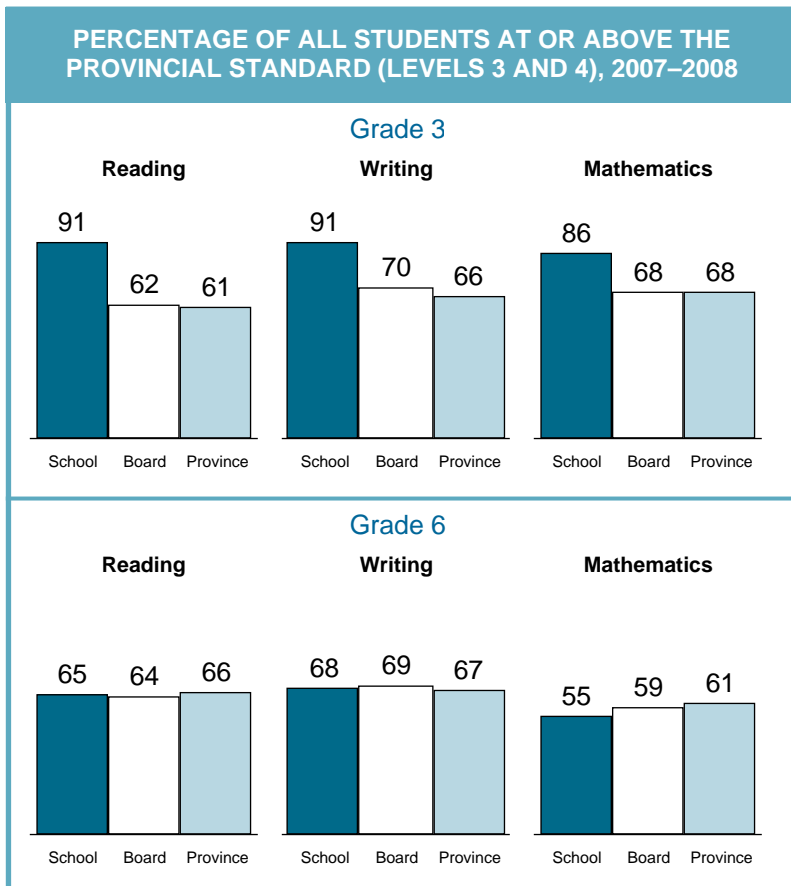 PERCENTAGE OF ALL STUDENTS AT OR ABOVE THE
PROVINCIAL STANDARD (LEVELS 3 AND 4), 2007–2008
Grade 3
Reading Writing Mathematics
91 62 61 91 70 66 86 68 68
School Board Province School Board Province School Board Province
Grade 6
Reading Writing Mathematics
65 64 66 68 69 67 55 59 61
School Board Province School Board Province School Board Province